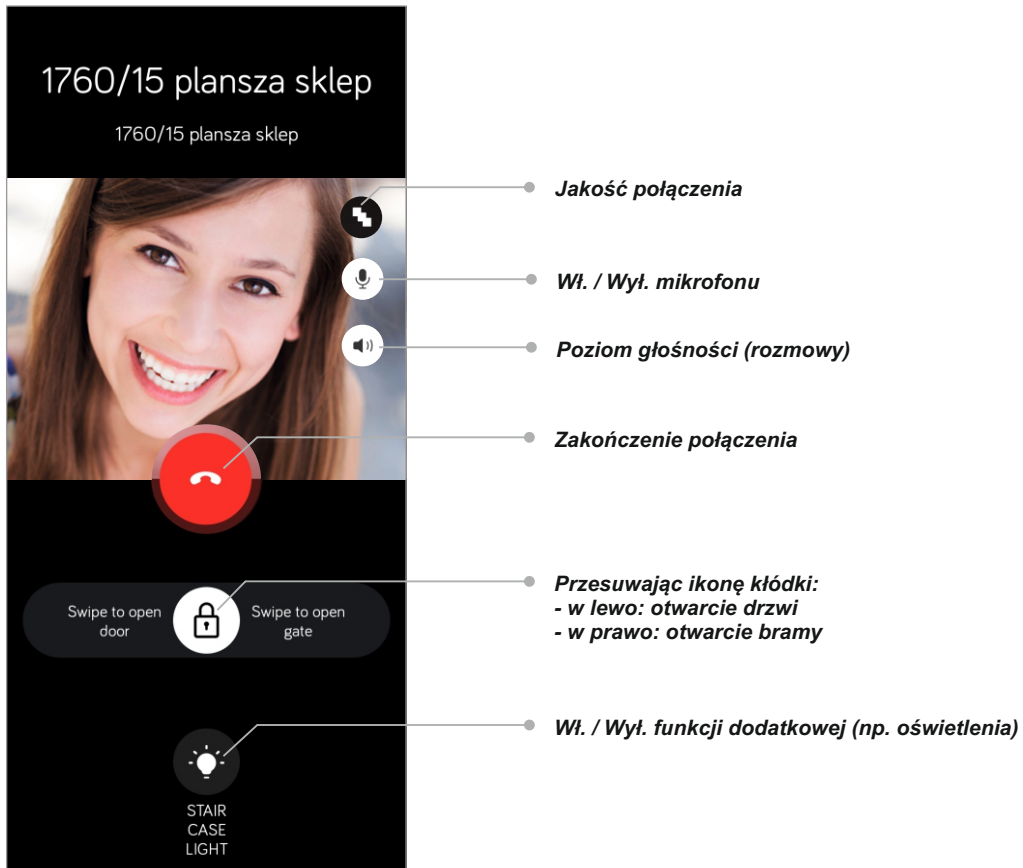 1760/15 plansza sklep
1760/15 plansza sklep
Jakość połączenia
Wł. / Wył. mikrofonu
Poziom głośności (rozmowy)
Zakończenie połączenia
Swipe to open
door
Swipe to open
gate
Przesuwając ikonę kłódki:
- w lewo: otwarcie drzwi
- w prawo: otwarcie bramy
Wł. / Wył. funkcji dodatkowej (np. oświetlenia)
STAIR
CASE
LIGHT